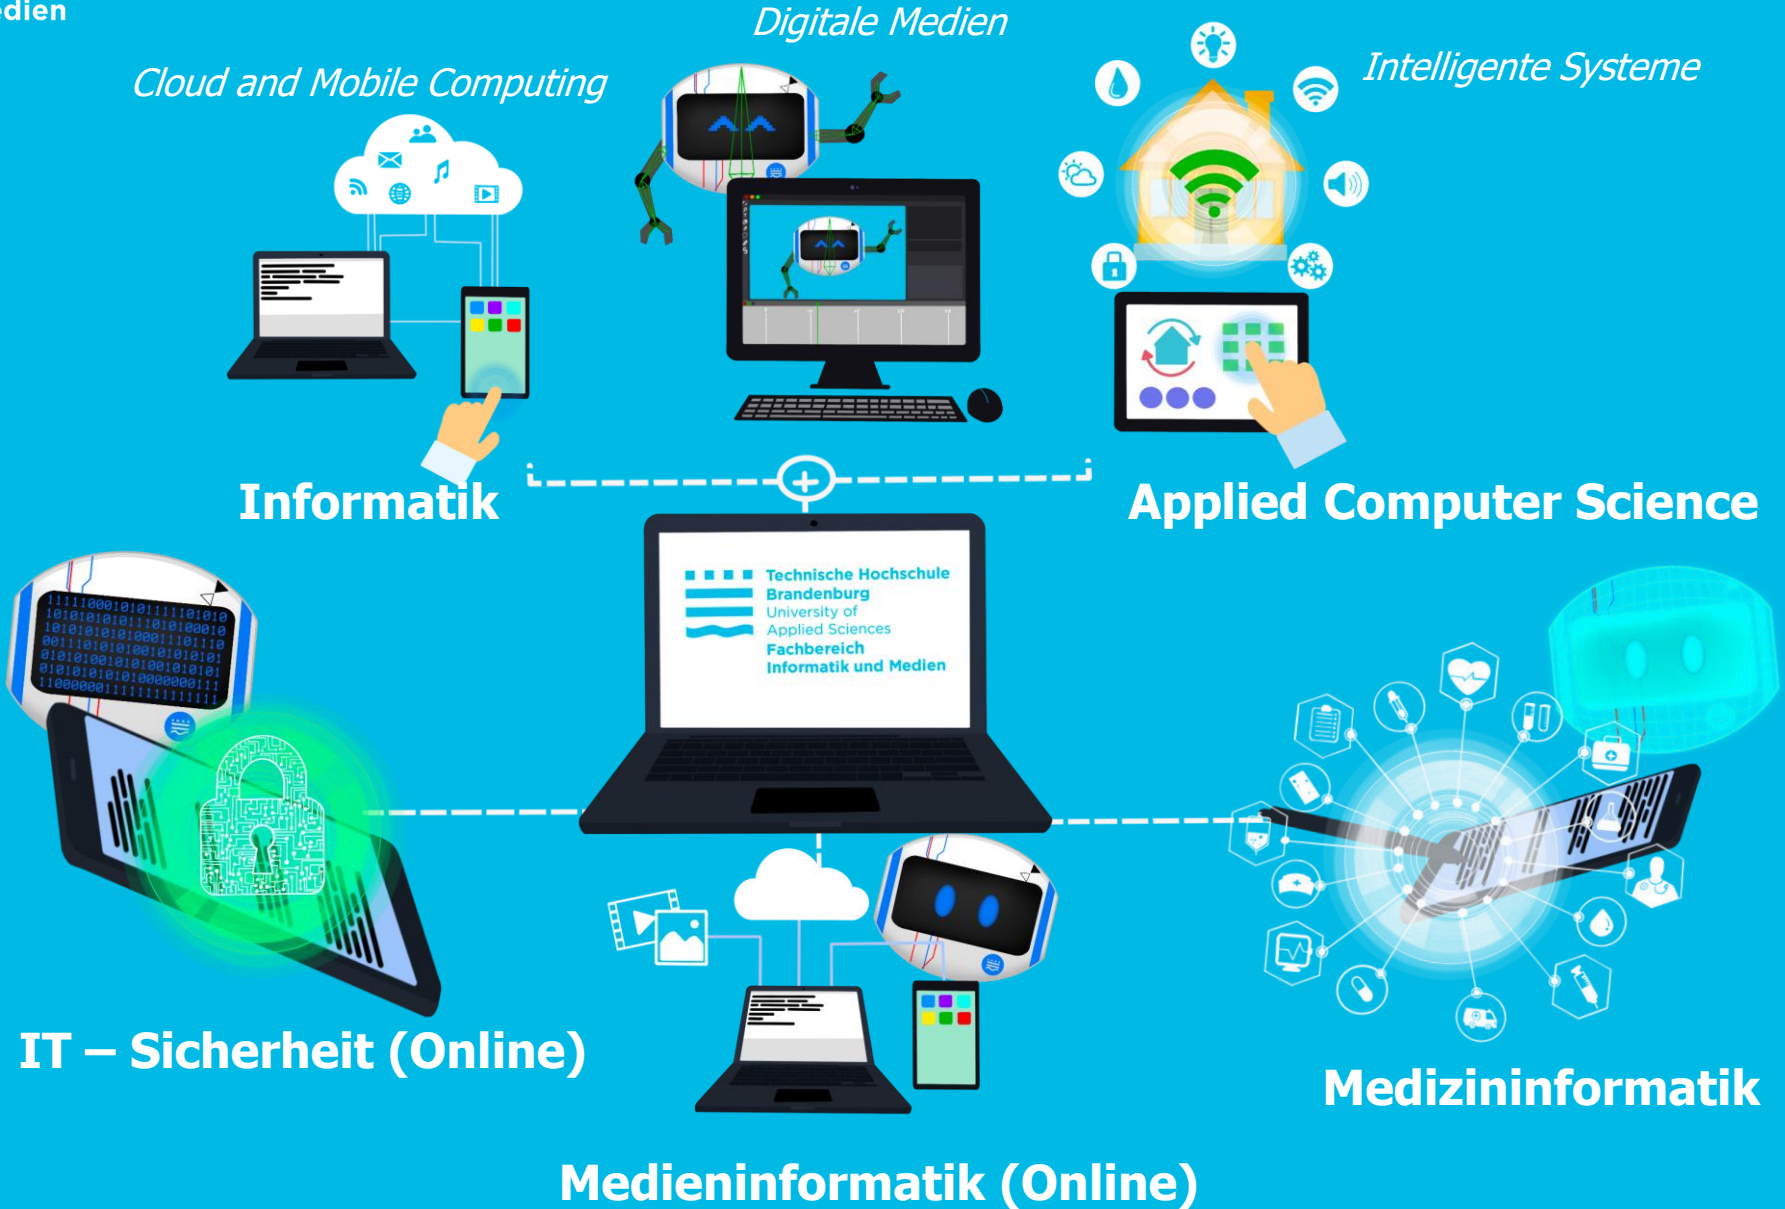 edien
Digitale Medien
Cloud and Mobile Computing
Intelligente Systeme
Informatik
Applied Computer Science
Technische Hochschule
Brandenburg
University of
Applied Sciences
Fachbereich
Informatik und Medien
IT – Sicherheit (Online)
Medizininformatik
Medieninformatik (Online)